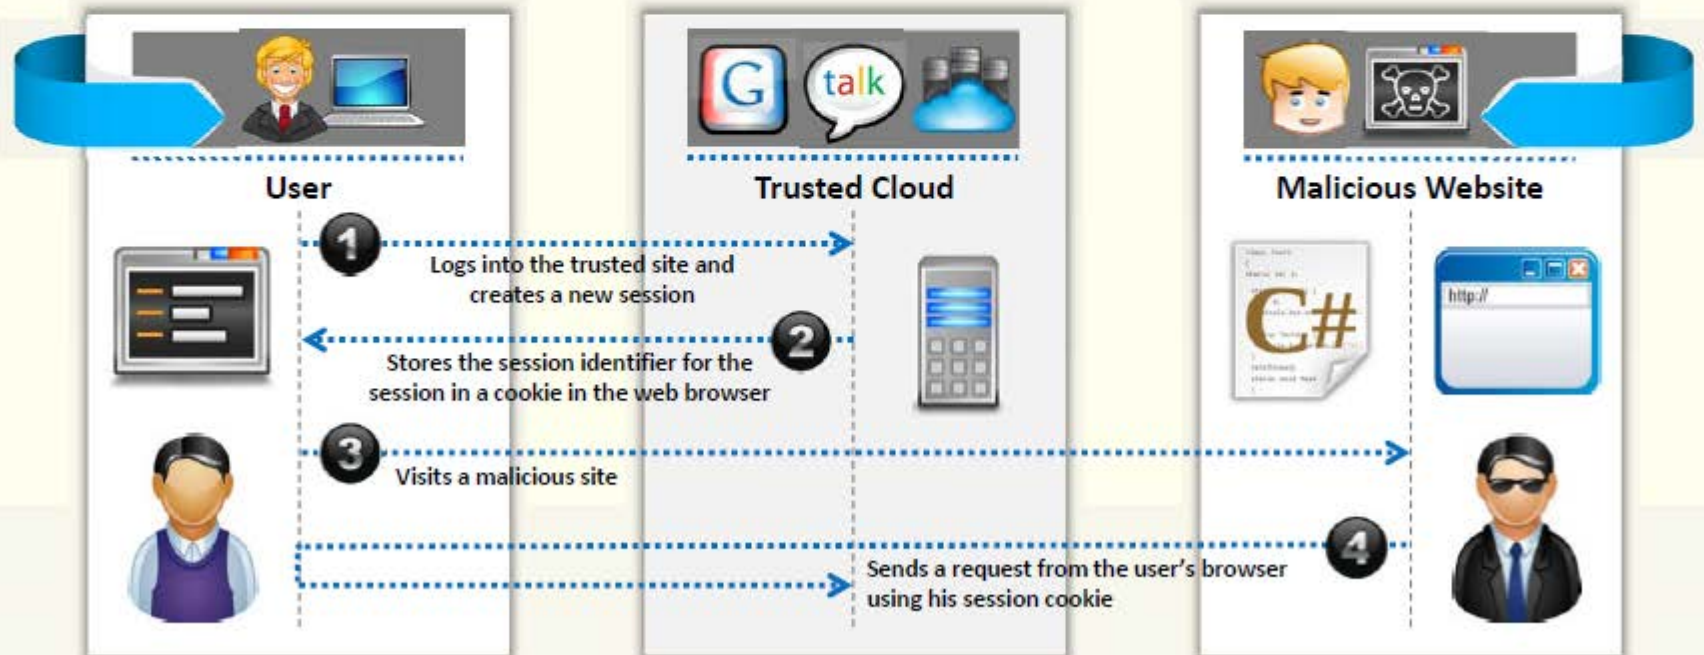 G
talk
User
Trusted Cloud
Malicious Website
1
Logs into the trusted site and
creates a new session
2
Stores the session identifier for the
session in a cookie in the web browser
C#
http://
3
Visits a malicious site
4
Sends a request from the user's browser
using his session cookie